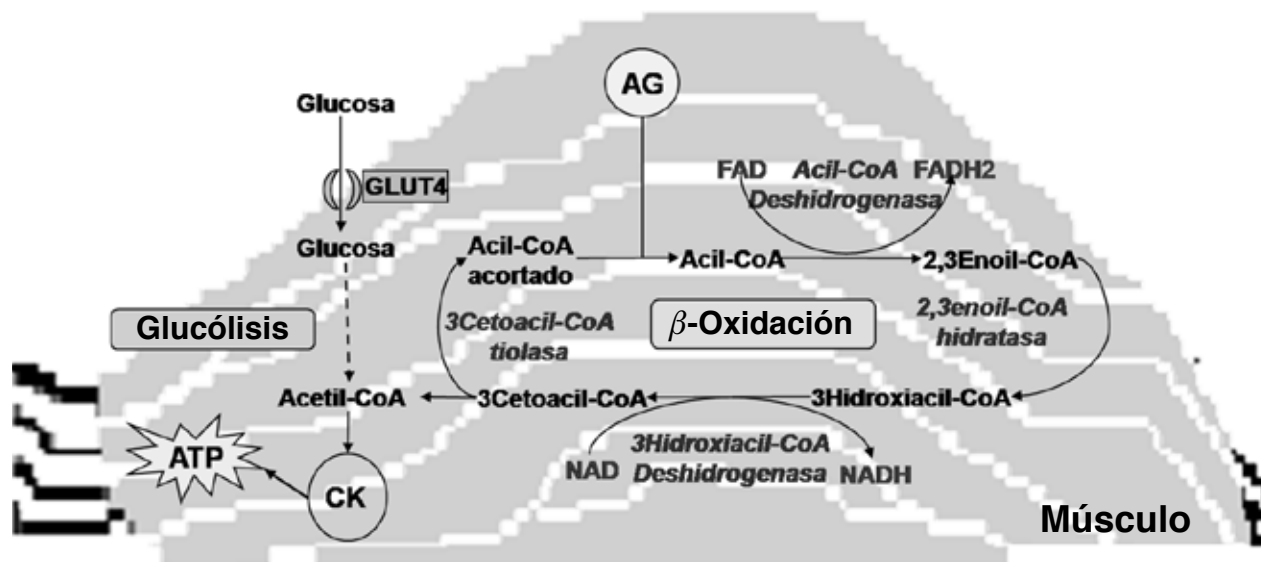 AG
Glucosa
FAD Acil-CoA FADH2
Deshidrogenasa
GLUT4
Glucosa
Acil-CoA
acortado
Acil-CoA
2,3Enoil-CoA
Glucólisis
3Cetoacil-CoA
tiolasa
β-Oxidación
2,3enoil-CoA
hidratasa
Acetil-CoA
3Cetoacil-CoA
3Hidroxiacil-CoA
ATP
CK
NAD 3Hidroxiacil-CoA
Deshidrogenasa NADH
Músculo